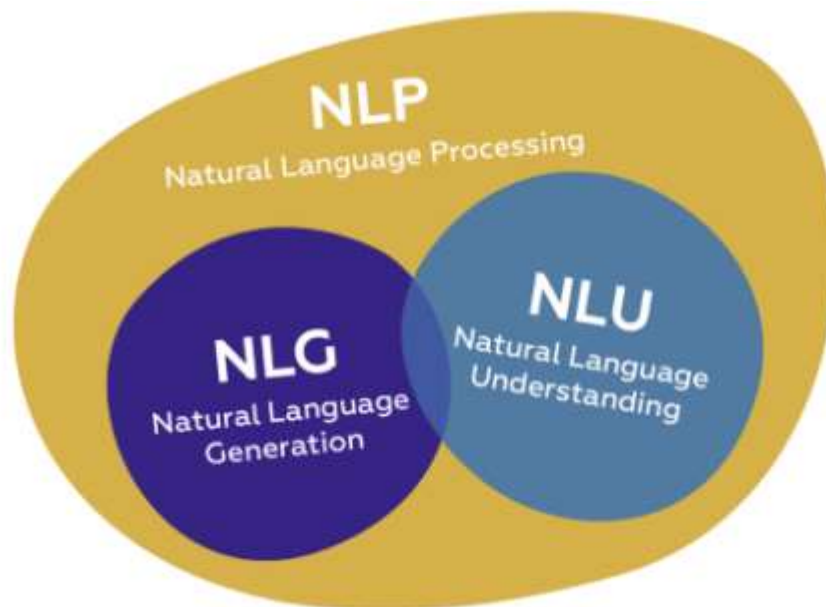 NLP
Natural Language Processing
NLG
Natural Language
Generation
NLU
Natural Language
Understanding